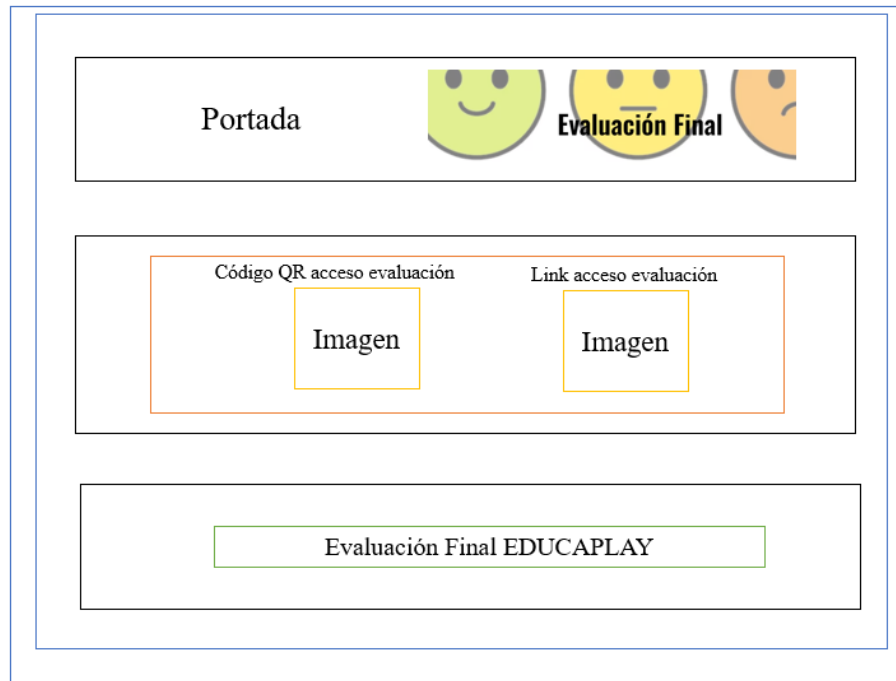 Portada
Evaluación Final
Código QR acceso evaluación
Link acceso evaluación
Imagen
Imagen
Evaluación Final EDUCAPLAY